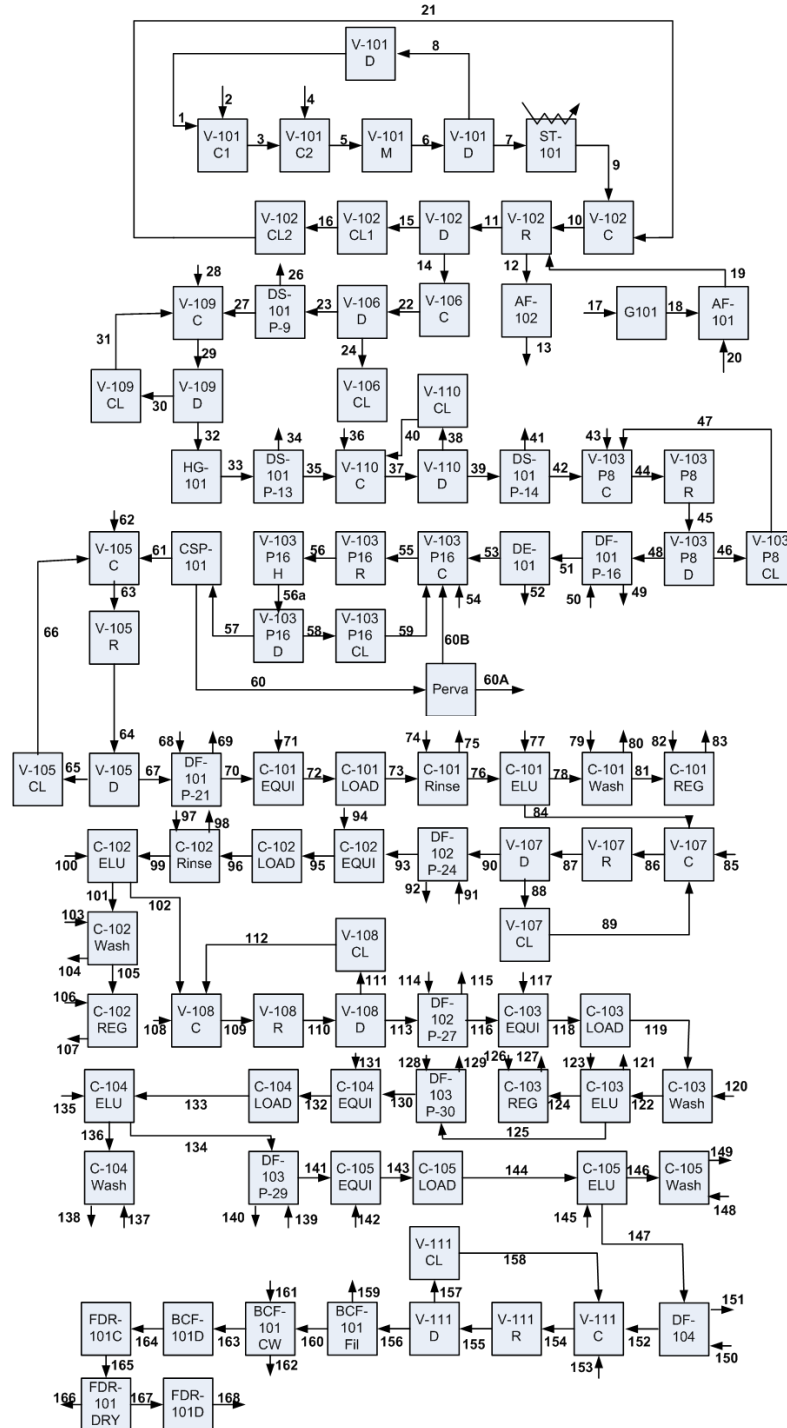 21
V-101
D
8
1
2
4
V-101
C1
3
V-101
C2
5
V-101
M
6
V-101
D
7
ST-
101
9
V-102
CL2
16
V-102
CL1
15
V-102
D
11
V-102
R
10
V-102
C
14
12
19
28
26
V-109
C
27
DS-
101
P-9
23
V-106
D
22
V-106
C
AF-
102
17
G101
18
AF-
101
31
29
24
13
20
V-109
CL
30
V-109
D
V-106
CL
V-110
CL
32
34
36
40
38
41
43
47
HG-
101
33
DS-
101
P-13
35
V-110
C
37
V-110
D
39
DS-
101
P-14
42
V-103
P8
C
44
V-103
P8
R
62
45
V-105
C
61
CSP-
101
V-103
P16
H
56
V-103
P16
R
55
V-103
P16
C
53
DE-
101
51
DF-
101
P-16
48
V-103
P8
D
46
V-103
P8
CL
63
56a
54
52
50
49
66
V-105
R
57
V-103
P16
D
58
V-103
P16
CL
59
60B
60
Perva
60A
64
68
69
71
74
75
77
79
80
82
83
V-105
CL
65
V-105
D
67
DF-
101
P-21
70
C-101
EQUI
72
C-101
LOAD
73
C-101
Rinse
76
C-101
ELU
78
C-101
Wash
81
C-101
REG
84
97
98
94
100
C-102
ELU
99
C-102
Rinse
96
C-102
LOAD
95
C-102
EQUI
93
DF-
102
P-24
90
V-107
D
87
V-107
R
86
V-107
C
85
101
102
92
91
88
103
C-102
Wash
V-107
CL
89
104
105
112
V-108
CL
106
C-102
REG
107
111
114
115
117
108
V-108
C
109
V-108
R
110
V-108
D
113
DF-
102
P-27
116
C-103
EQUI
118
C-103
LOAD
119
131
128
129
126
127
123
121
135
C-104
ELU
133
C-104
LOAD
132
C-104
EQUI
130
DF-
103
P-30
C-103
REG
124
C-103
ELU
122
C-103
Wash
120
125
136
134
C-104
Wash
DF-
103
P-29
141
C-105
EQUI
143
C-105
LOAD
144
C-105
ELU
146
C-105
Wash
149
148
138
137
140
139
142
145
147
V-111
CL
158
161
159
157
151
FDR-
101C
164
BCF-
101D
163
BCF-
101
CW
160
BCF-
101
Fil
156
V-111
D
155
V-111
R
154
V-111
C
152
DF-
104
150
165
162
153
166
FDR-
101
DRY
167
FDR-
101D
168